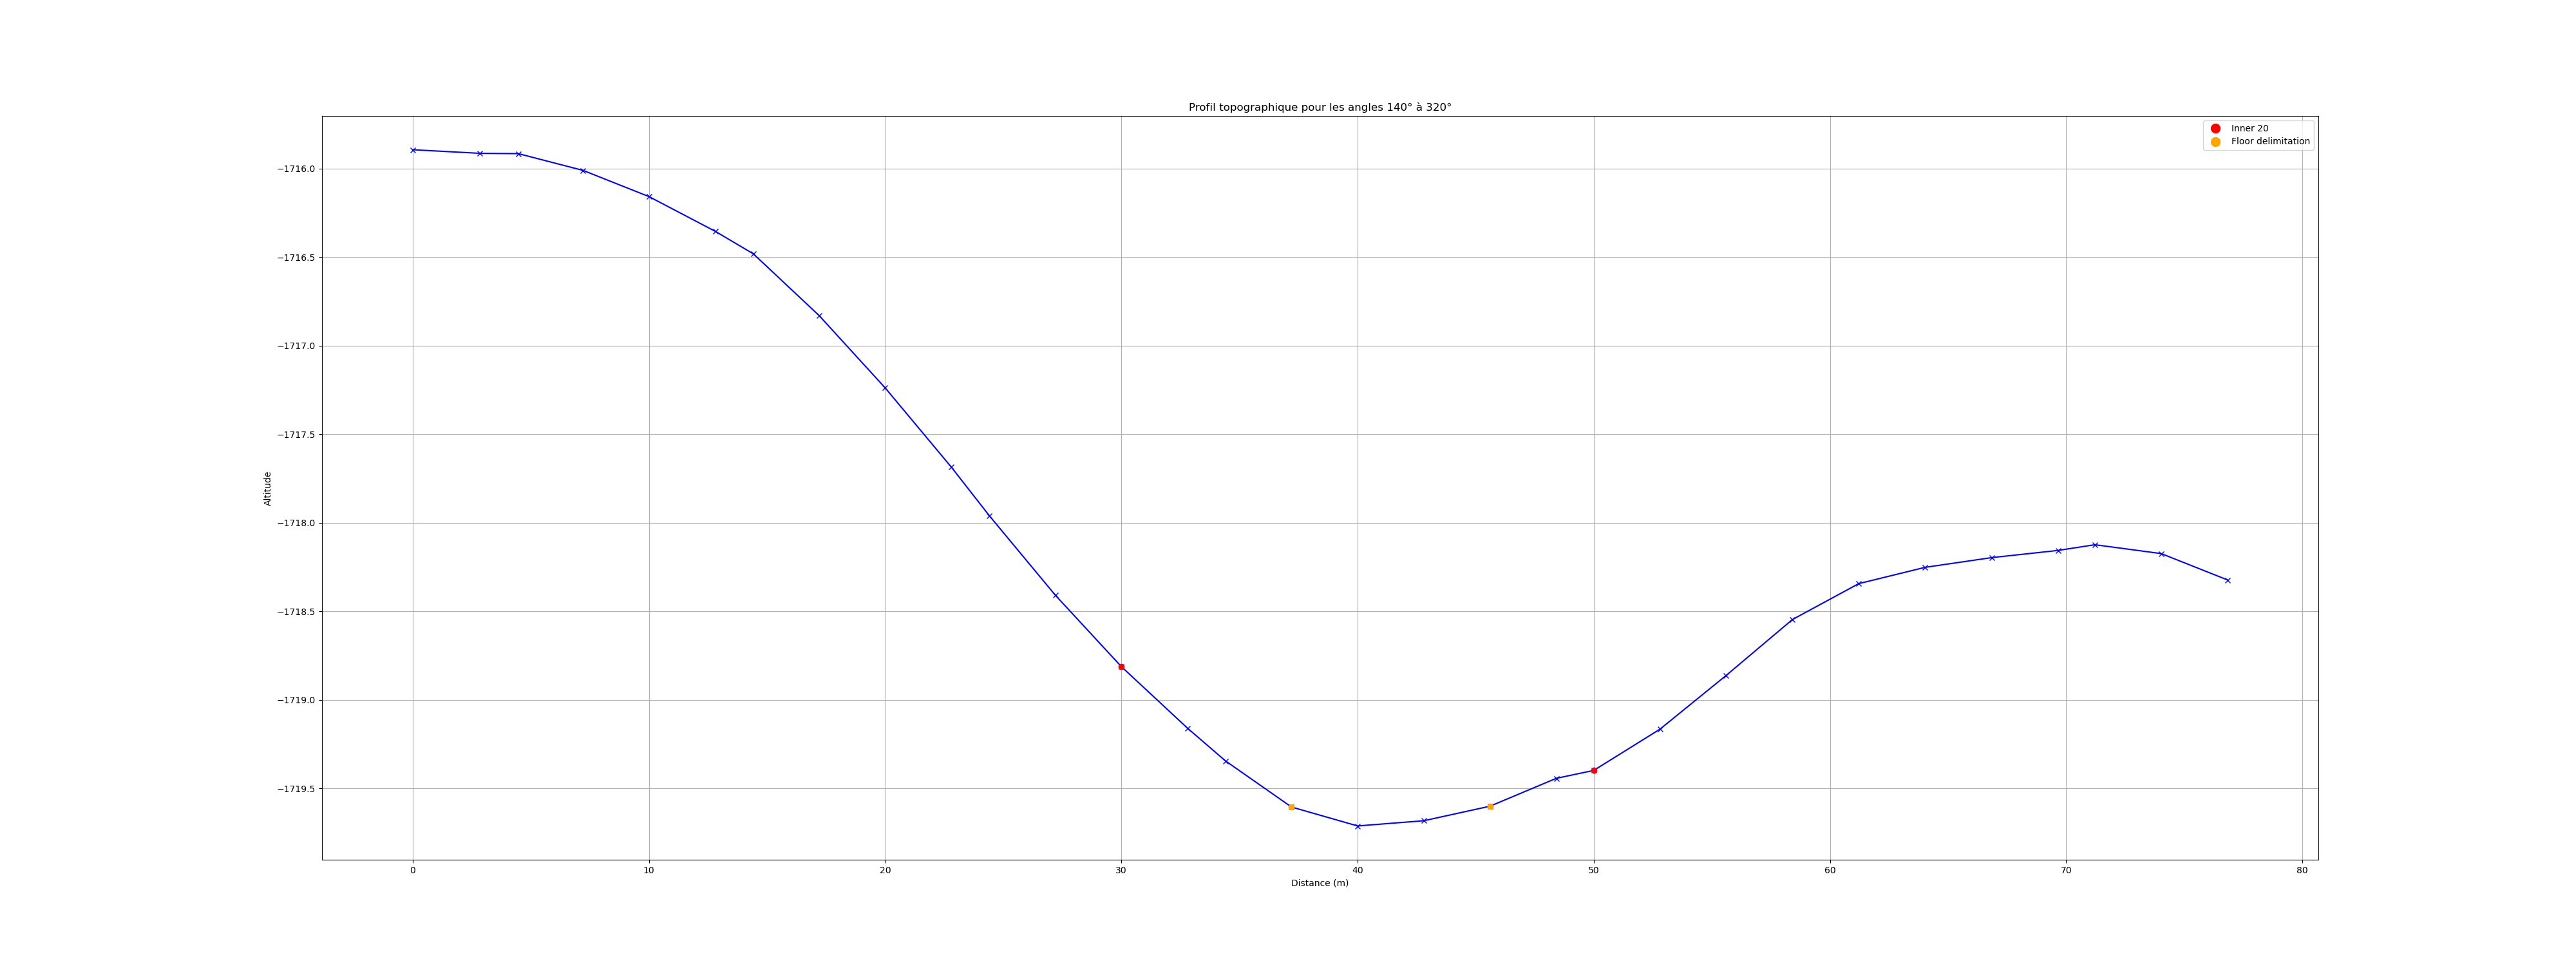 Profil topographique pour les angles 140° à 320°
Inner 20
Floor delimitation
Altitude
−1716.0
−1716.5
−1717.0
−1717.5
−1718.0
−1718.5
−1719.0
−1719.5
0 10 20 30 40 50 60 70 80
Distance (m)